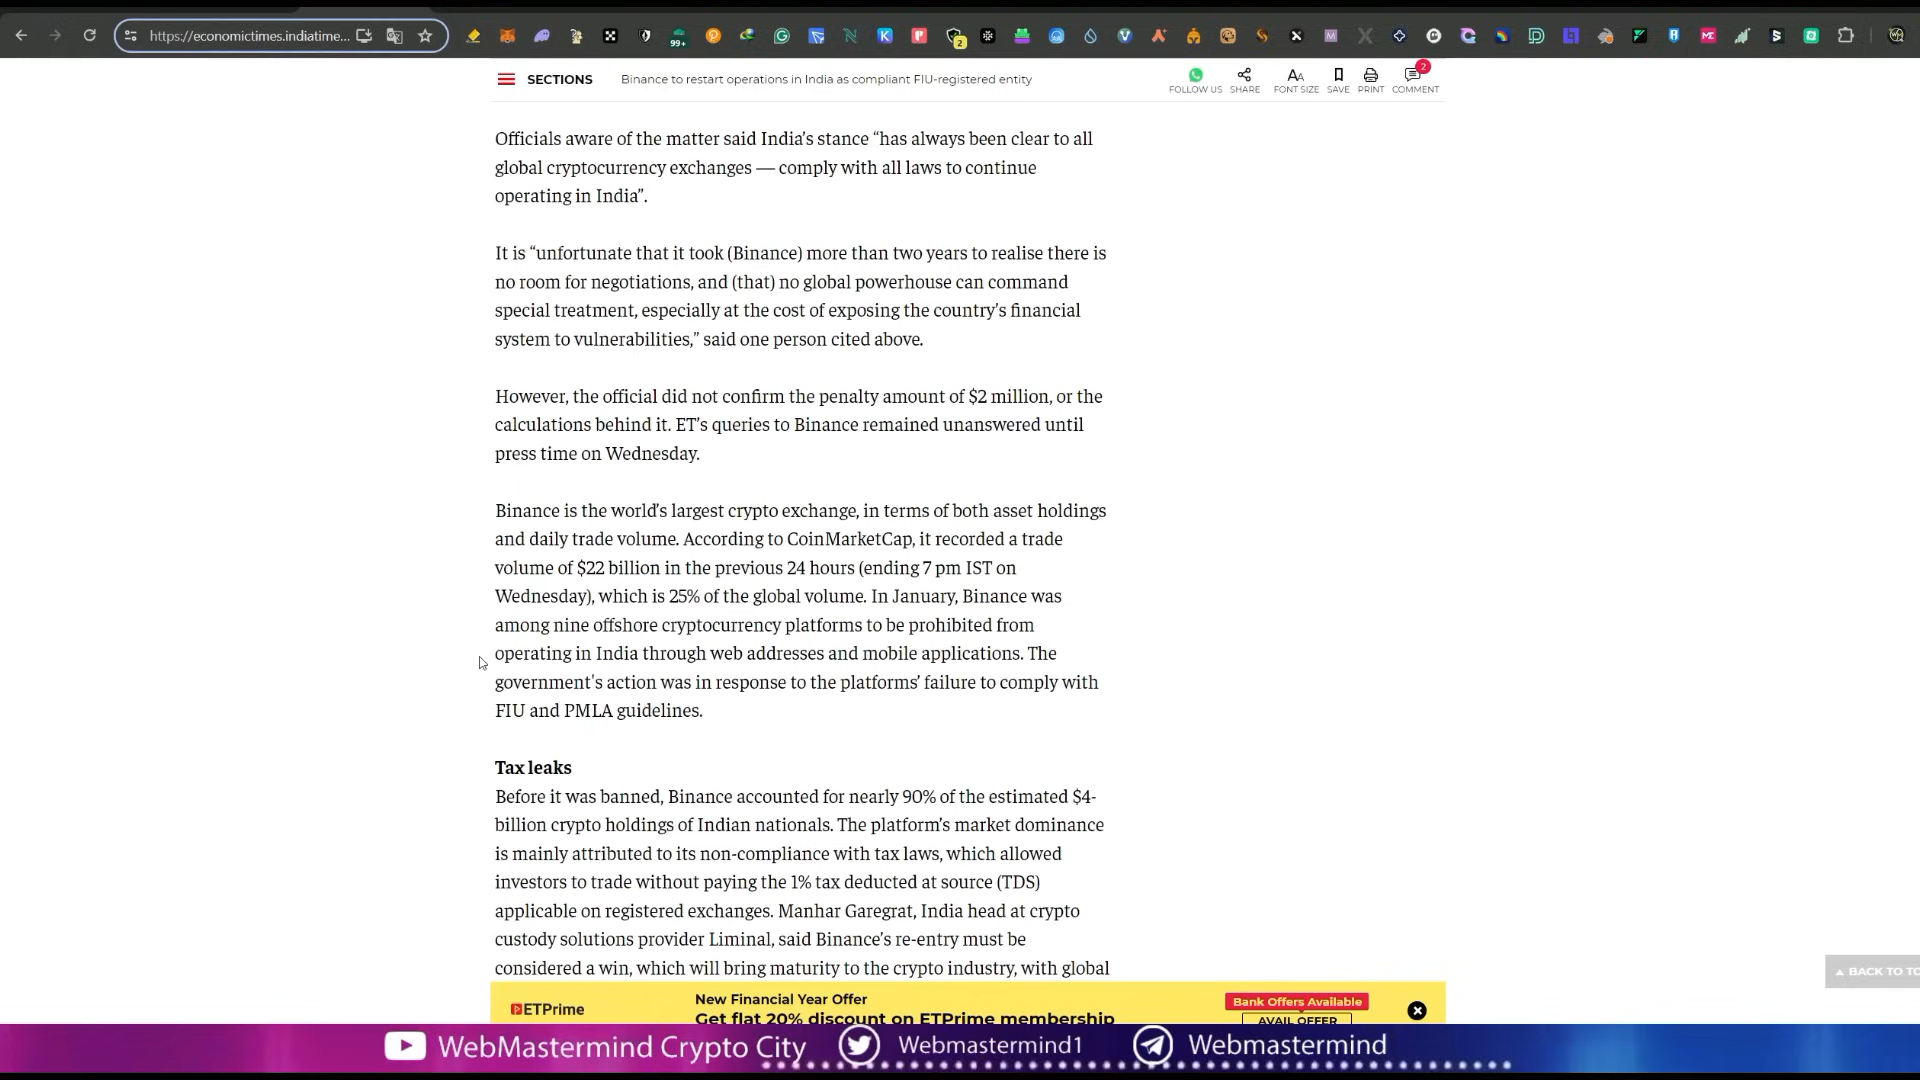 https://economictimes.indiatime...
99+
2
SECTIONS
Binance to restart operations in India as compliant FIU-registered entity
FOLLOW US
SHARE
FONT SIZE
SAVE
PRINT
2
COMMENT
Officials aware of the matter said India’s stance “has always been clear to all
global cryptocurrency exchanges — comply with all laws to continue
operating in India”.
It is “unfortunate that it took (Binance) more than two years to realise there is
no room for negotiations, and (that) no global powerhouse can command
special treatment, especially at the cost of exposing the country’s financial
system to vulnerabilities,” said one person cited above.
However, the official did not confirm the penalty amount of $2 million, or the
calculations behind it. ET’s queries to Binance remained unanswered until
press time on Wednesday.
Binance is the world’s largest crypto exchange, in terms of both asset holdings
and daily trade volume. According to CoinMarketCap, it recorded a trade
volume of $22 billion in the previous 24 hours (ending 7 pm IST on
Wednesday), which is 25% of the global volume. In January, Binance was
among nine offshore cryptocurrency platforms to be prohibited from
operating in India through web addresses and mobile applications. The
government's action was in response to the platforms’ failure to comply with
FIU and PMLA guidelines.
Tax leaks
Before it was banned, Binance accounted for nearly 90% of the estimated $4-
billion crypto holdings of Indian nationals. The platform’s market dominance
is mainly attributed to its non-compliance with tax laws, which allowed
investors to trade without paying the 1% tax deducted at source (TDS)
applicable on registered exchanges. Manhar Garegrat, India head at crypto
custody solutions provider Liminal, said Binance’s re-entry must be
considered a win, which will bring maturity to the crypto industry, with global
BACK TO TO
ETPrime
New Financial Year Offer
Get flat 20% discount on ETPrime membership
Bank Offers Available
AVAIL OFFER
WebMastermind Crypto City
Webmastermind1
Webmastermind